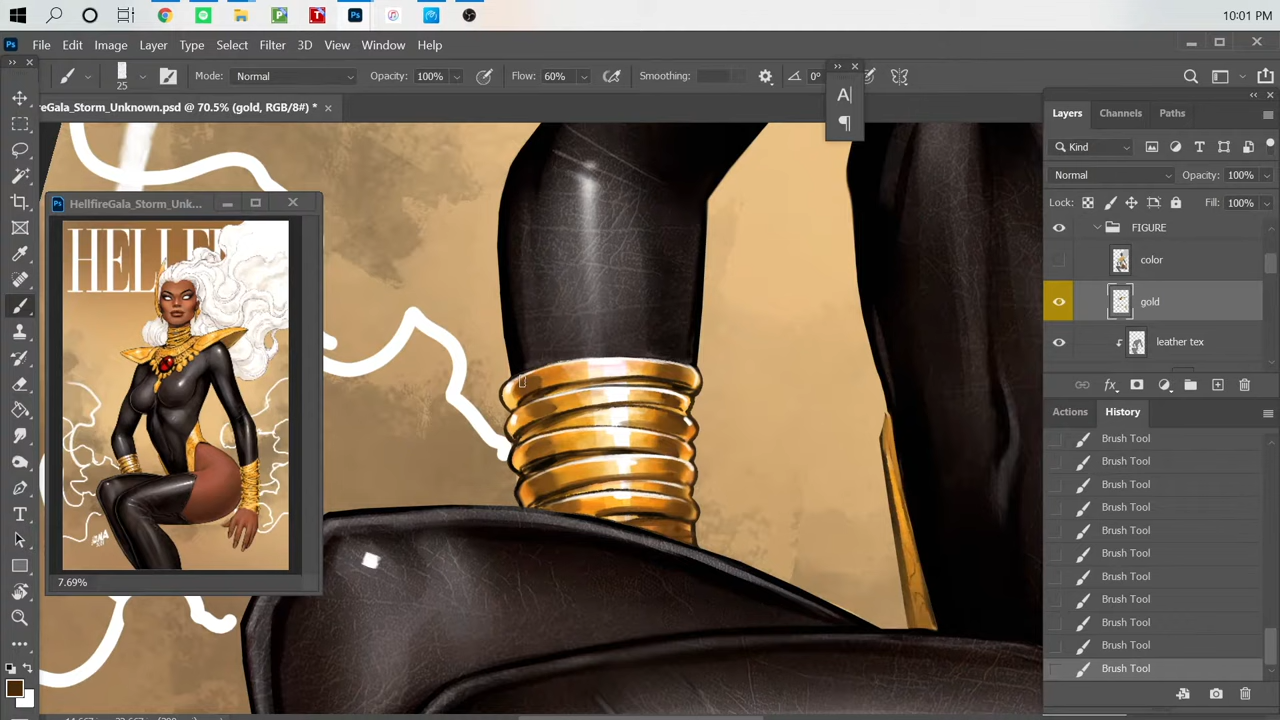 10:01 PM
Ps File Edit Image Layer Type Select Filter 3D View Window Help
25 Mode: Normal Opacity: 100% Flow: 60% Smoothing: 0°
reGala_Storm_Unknown.psd @ 70.5% (gold, RGB/8#) *
A
¶
Layers Channels Paths
Kind
Normal Opacity: 100%
Lock: Fill: 100%
FIGURE
color
gold
leather tex
Actions History
Brush Tool
Brush Tool
Brush Tool
Brush Tool
Brush Tool
Brush Tool
Brush Tool
Brush Tool
Brush Tool
Brush Tool
Brush Tool
Ps HellfireGala_Storm_Unk...
HELLF
7.69%